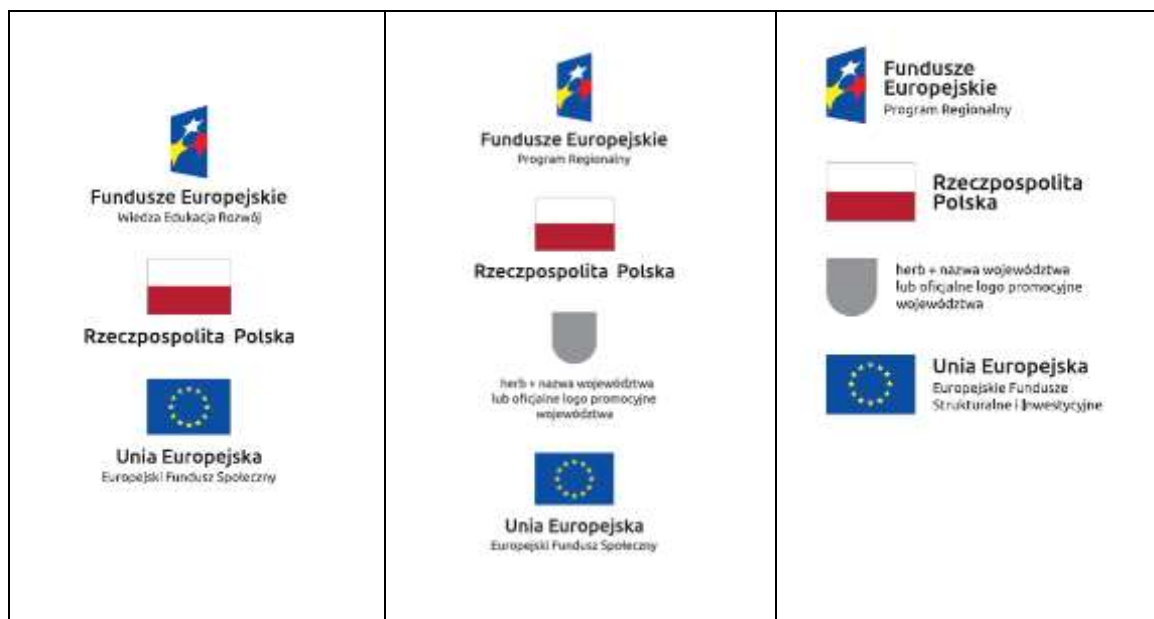 Fundusze Europejskie
Wiedza Edukacja Rozwój
Rzeczpospolita Polska
Unia Europejska
Europejski Fundusz Społeczny
Fundusze Europejskie
Program Regionalny
Rzeczpospolita Polska
herb + nazwa województwa
lub oficjalne logo promocyjne
województwa
Unia Europejska
Europejski Fundusz Społeczny
Fundusze
Europejskie
Program Regionalny
Rzeczpospolita
Polska
herb + nazwa województwa
lub oficjalne logo promocyjne
województwa
Unia Europejska
Europejskie Fundusze
Strukturalne i Inwestycyjne